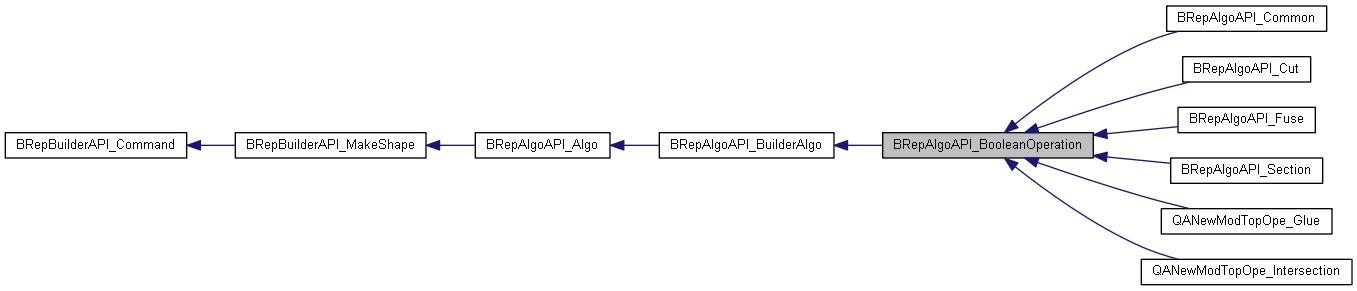 BRepBuilderAPI_Command
BRepBuilderAPI_MakeShape
BRepAlgoAPI_Algo
BRepAlgoAPI_BuilderAlgo
BRepAlgoAPI_BooleanOperation
BRepAlgoAPI_Common
BRepAlgoAPI_Cut
BRepAlgoAPI_Fuse
BRepAlgoAPI_Section
QANewModTopOpe_Glue
QANewModTopOpe_Intersection